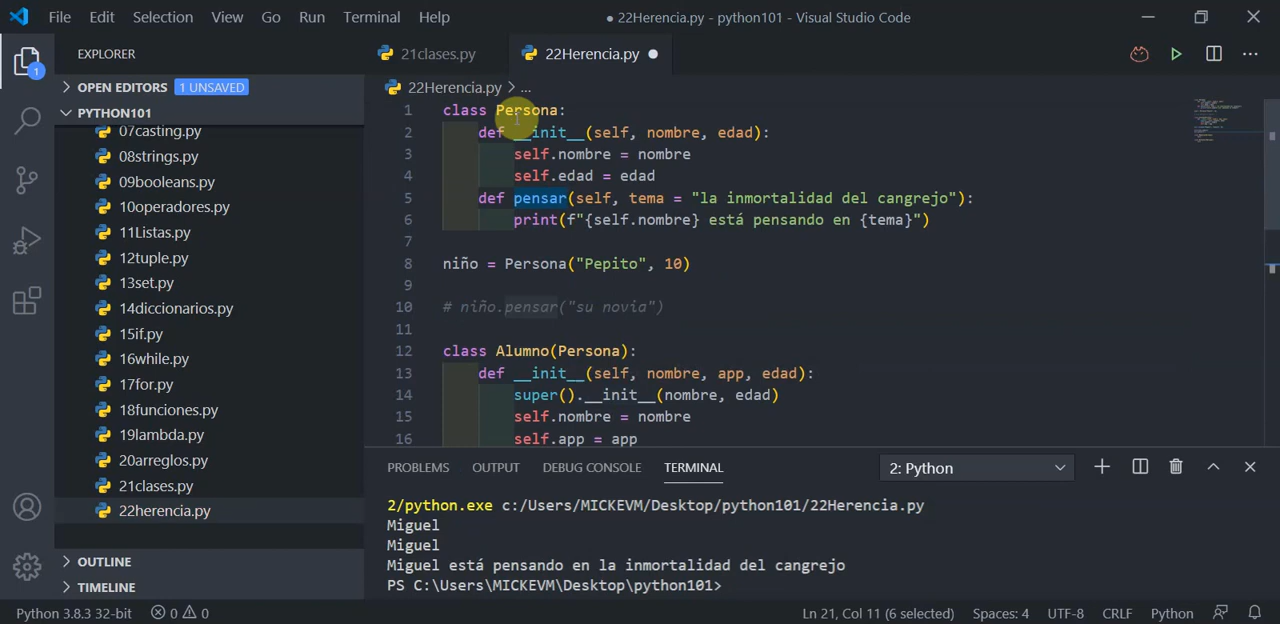 File Edit Selection View Go Run Terminal Help ● 22Herencia.py - python101 - Visual Studio Code
EXPLORER
21clases.py 22Herencia.py
OPEN EDITORS 1 UNSAVED
22Herencia.py > ...
PYTHON101
07casting.py
08strings.py
09booleans.py
10operadores.py
11Listas.py
12tuple.py
13set.py
14diccionarios.py
15if.py
16while.py
17for.py
18funciones.py
19lambda.py
20arreglos.py
21clases.py
22herencia.py
OUTLINE
TIMELINE
1 class Persona:
2 def __init__(self, nombre, edad):
3 self.nombre = nombre
4 self.edad = edad
5 def pensar(self, tema = "la inmortalidad del cangrejo"):
6 print(f"{self.nombre} está pensando en {tema}")
7
8 niño = Persona("Pepito", 10)
9
10 # niño.pensar("su novia")
11
12 class Alumno(Persona):
13 def __init__(self, nombre, app, edad):
14 super().__init__(nombre, edad)
15 self.nombre = nombre
16 self.app = app
PROBLEMS OUTPUT DEBUG CONSOLE TERMINAL 2: Python
2/python.exe c:/Users/MICKEVM/Desktop/python101/22Herencia.py
Miguel
Miguel
Miguel está pensando en la inmortalidad del cangrejo
PS C:\Users\MICKEVM\Desktop\python101>
Python 3.8.3 32-bit 0 0 Ln 21, Col 11 (6 selected) Spaces: 4 UTF-8 CRLF Python